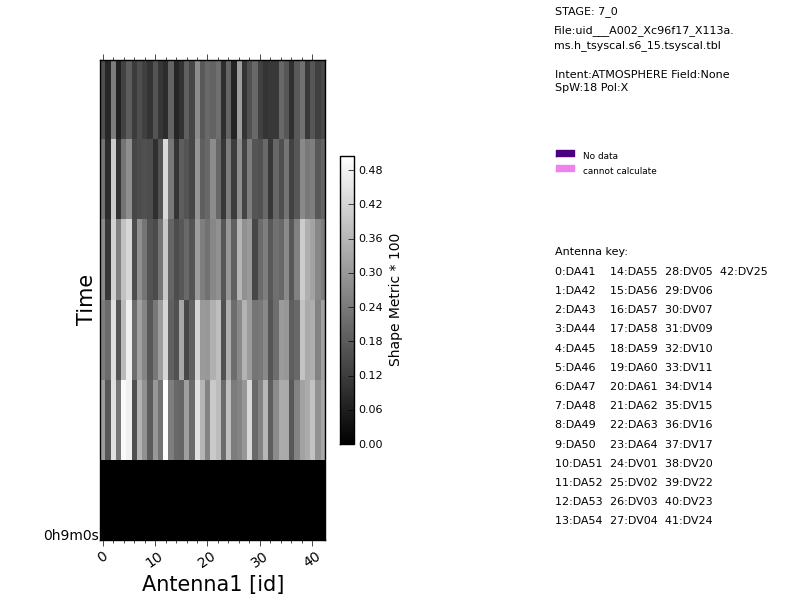 STAGE: 7_0
File:uid___A002_Xc96f17_X113a.
ms.h_tsyscal.s6_15.tsyscal.tbl
Intent:ATMOSPHERE Field:None
SpW:18 Pol:X
No data
cannot calculate
Antenna key:
0:DA41 14:DA55 28:DV05 42:DV25
1:DA42 15:DA56 29:DV06
2:DA43 16:DA57 30:DV07
3:DA44 17:DA58 31:DV09
4:DA45 18:DA59 32:DV10
5:DA46 19:DA60 33:DV11
6:DA47 20:DA61 34:DV14
7:DA48 21:DA62 35:DV15
8:DA49 22:DA63 36:DV16
9:DA50 23:DA64 37:DV17
10:DA51 24:DV01 38:DV20
11:DA52 25:DV02 39:DV22
12:DA53 26:DV03 40:DV23
13:DA54 27:DV04 41:DV24
Time
0h9m0s
0 10 20 30 40
Antenna1 [id]
0.48
0.42
0.36
0.30
0.24
0.18
0.12
0.06
0.00
Shape Metric * 100